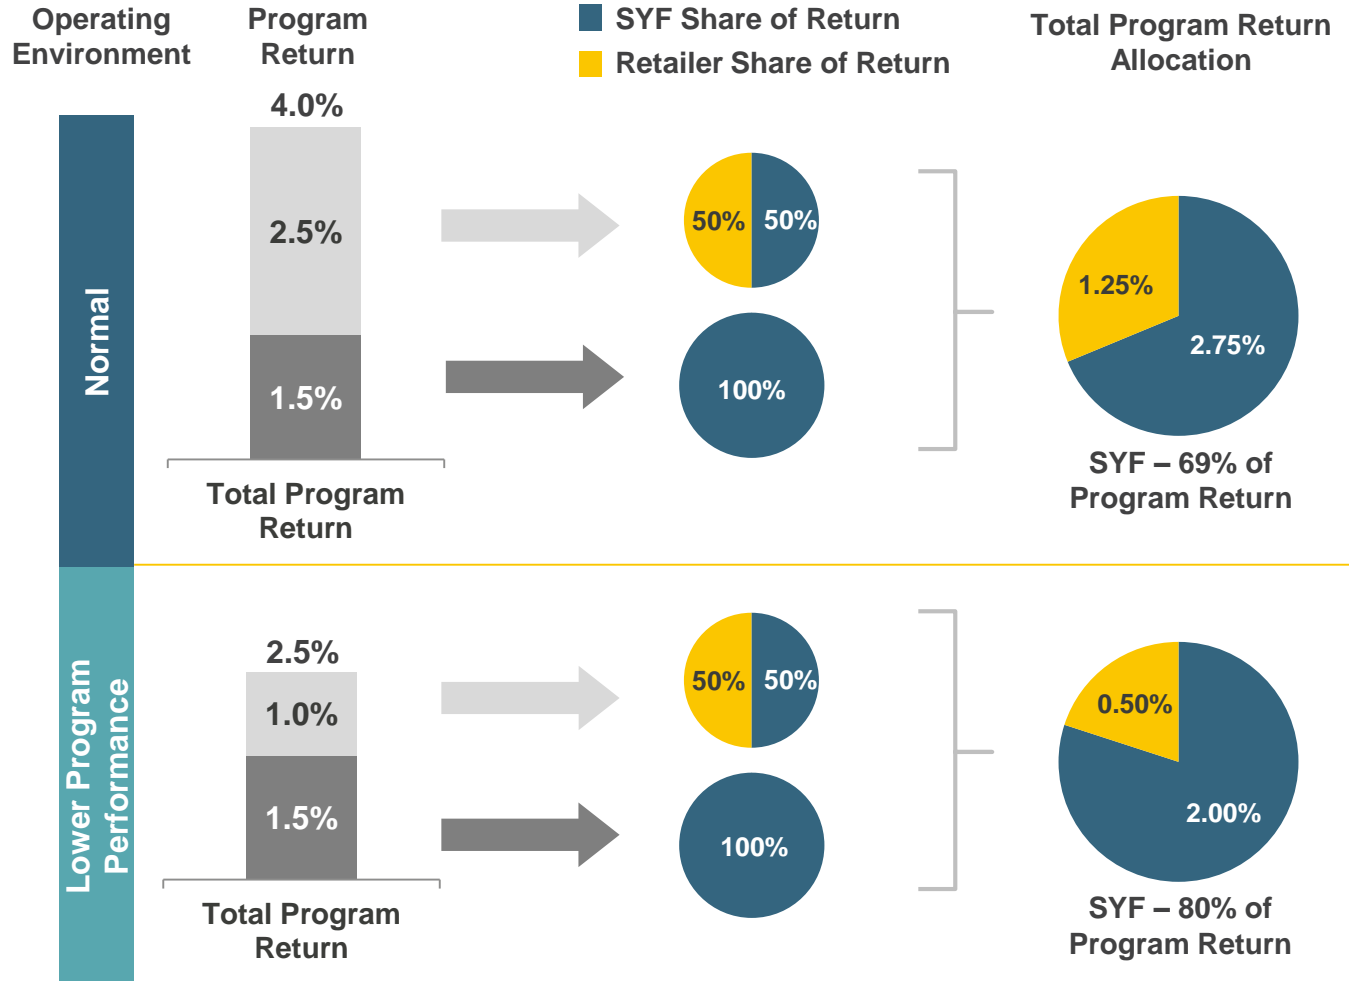 Operating
Environment
Program
Return
SYF Share of Return
Retailer Share of Return
Total Program Return
Allocation
Normal
4.0%
2.5%
1.5%
Total Program
Return
50%
50%
100%
1.25%
2.75%
SYF – 69% of
Program Return
Lower Program
Performance
2.5%
1.0%
1.5%
Total Program
Return
50%
50%
100%
0.50%
2.00%
SYF – 80% of
Program Return